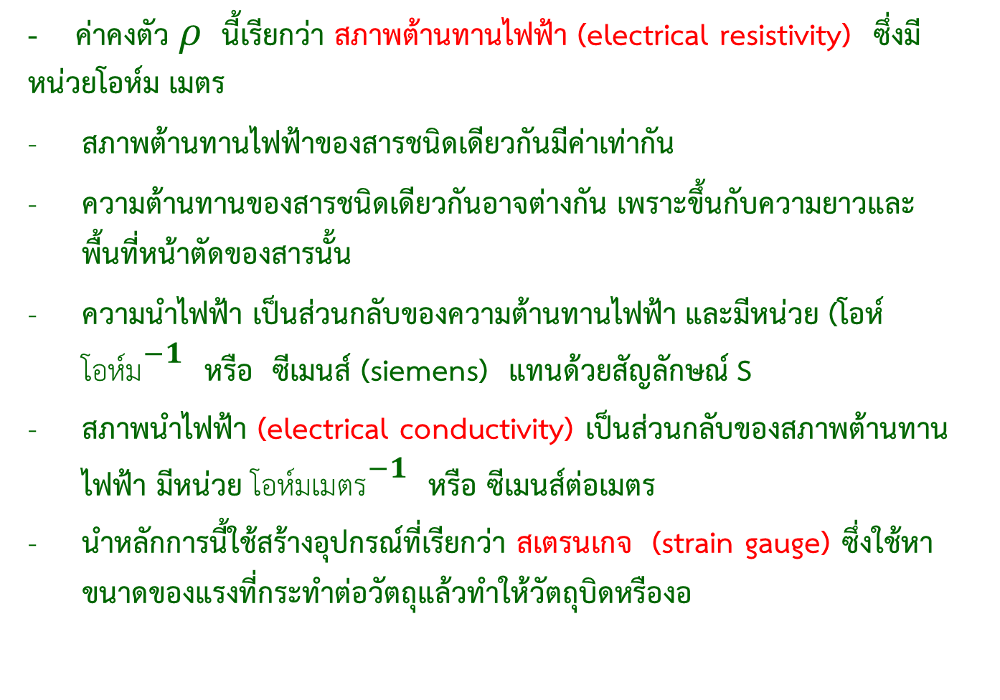 - ค่าคงตัว ρ นี้เรียกว่า สภาพต้านทานไฟฟ้า (electrical resistivity) ซึ่งมี
หน่วยโอห์ม เมตร
- สภาพต้านทานไฟฟ้าของสารชนิดเดียวกันมีค่าเท่ากัน
- ความต้านทานของสารชนิดเดียวกันอาจต่างกัน เพราะขึ้นกับความยาวและ
พื้นที่หน้าตัดของสารนั้น
- ความนำไฟฟ้า เป็นส่วนกลับของความต้านทานไฟฟ้า และมีหน่วย (โอห์
โอห์ม⁻¹ หรือ ซีเมนส์ (siemens) แทนด้วยสัญลักษณ์ S
- สภาพนำไฟฟ้า (electrical conductivity) เป็นส่วนกลับของสภาพต้านทาน
ไฟฟ้า มีหน่วย โอห์มเมตร⁻¹ หรือ ซีเมนส์ต่อเมตร
- นำหลักการนี้ใช้สร้างอุปกรณ์ที่เรียกว่า สเตรนเกจ (strain gauge) ซึ่งใช้หา
ขนาดของแรงที่กระทำต่อวัตถุแล้วทำให้วัตถุบิดหรืองอ